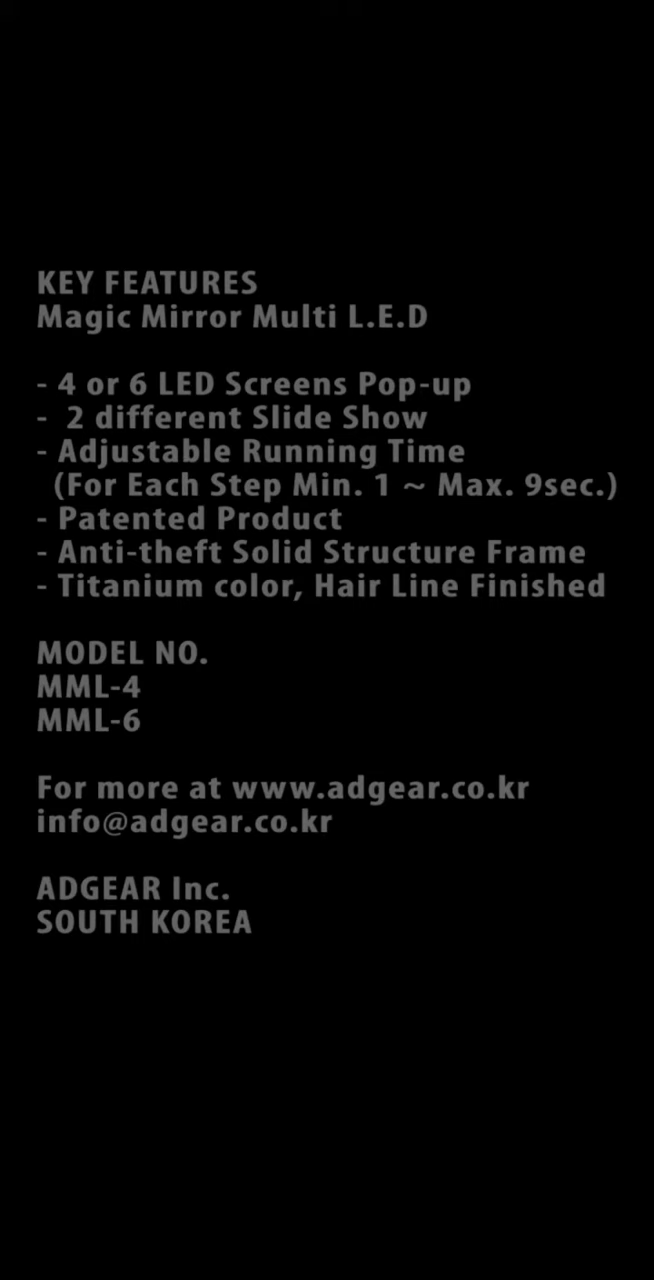 KEY FEATURES
Magic Mirror Multi L.E.D
- 4 or 6 LED Screens Pop-up
- 2 different Slide Show
- Adjustable Running Time
(For Each Step Min. 1 ~ Max. 9sec.)
- Patented Product
- Anti-theft Solid Structure Frame
- Titanium color, Hair Line Finished
MODEL NO.
MML-4
MML-6
For more at www.adgear.co.kr
info@adgear.co.kr
ADGEAR Inc.
SOUTH KOREA